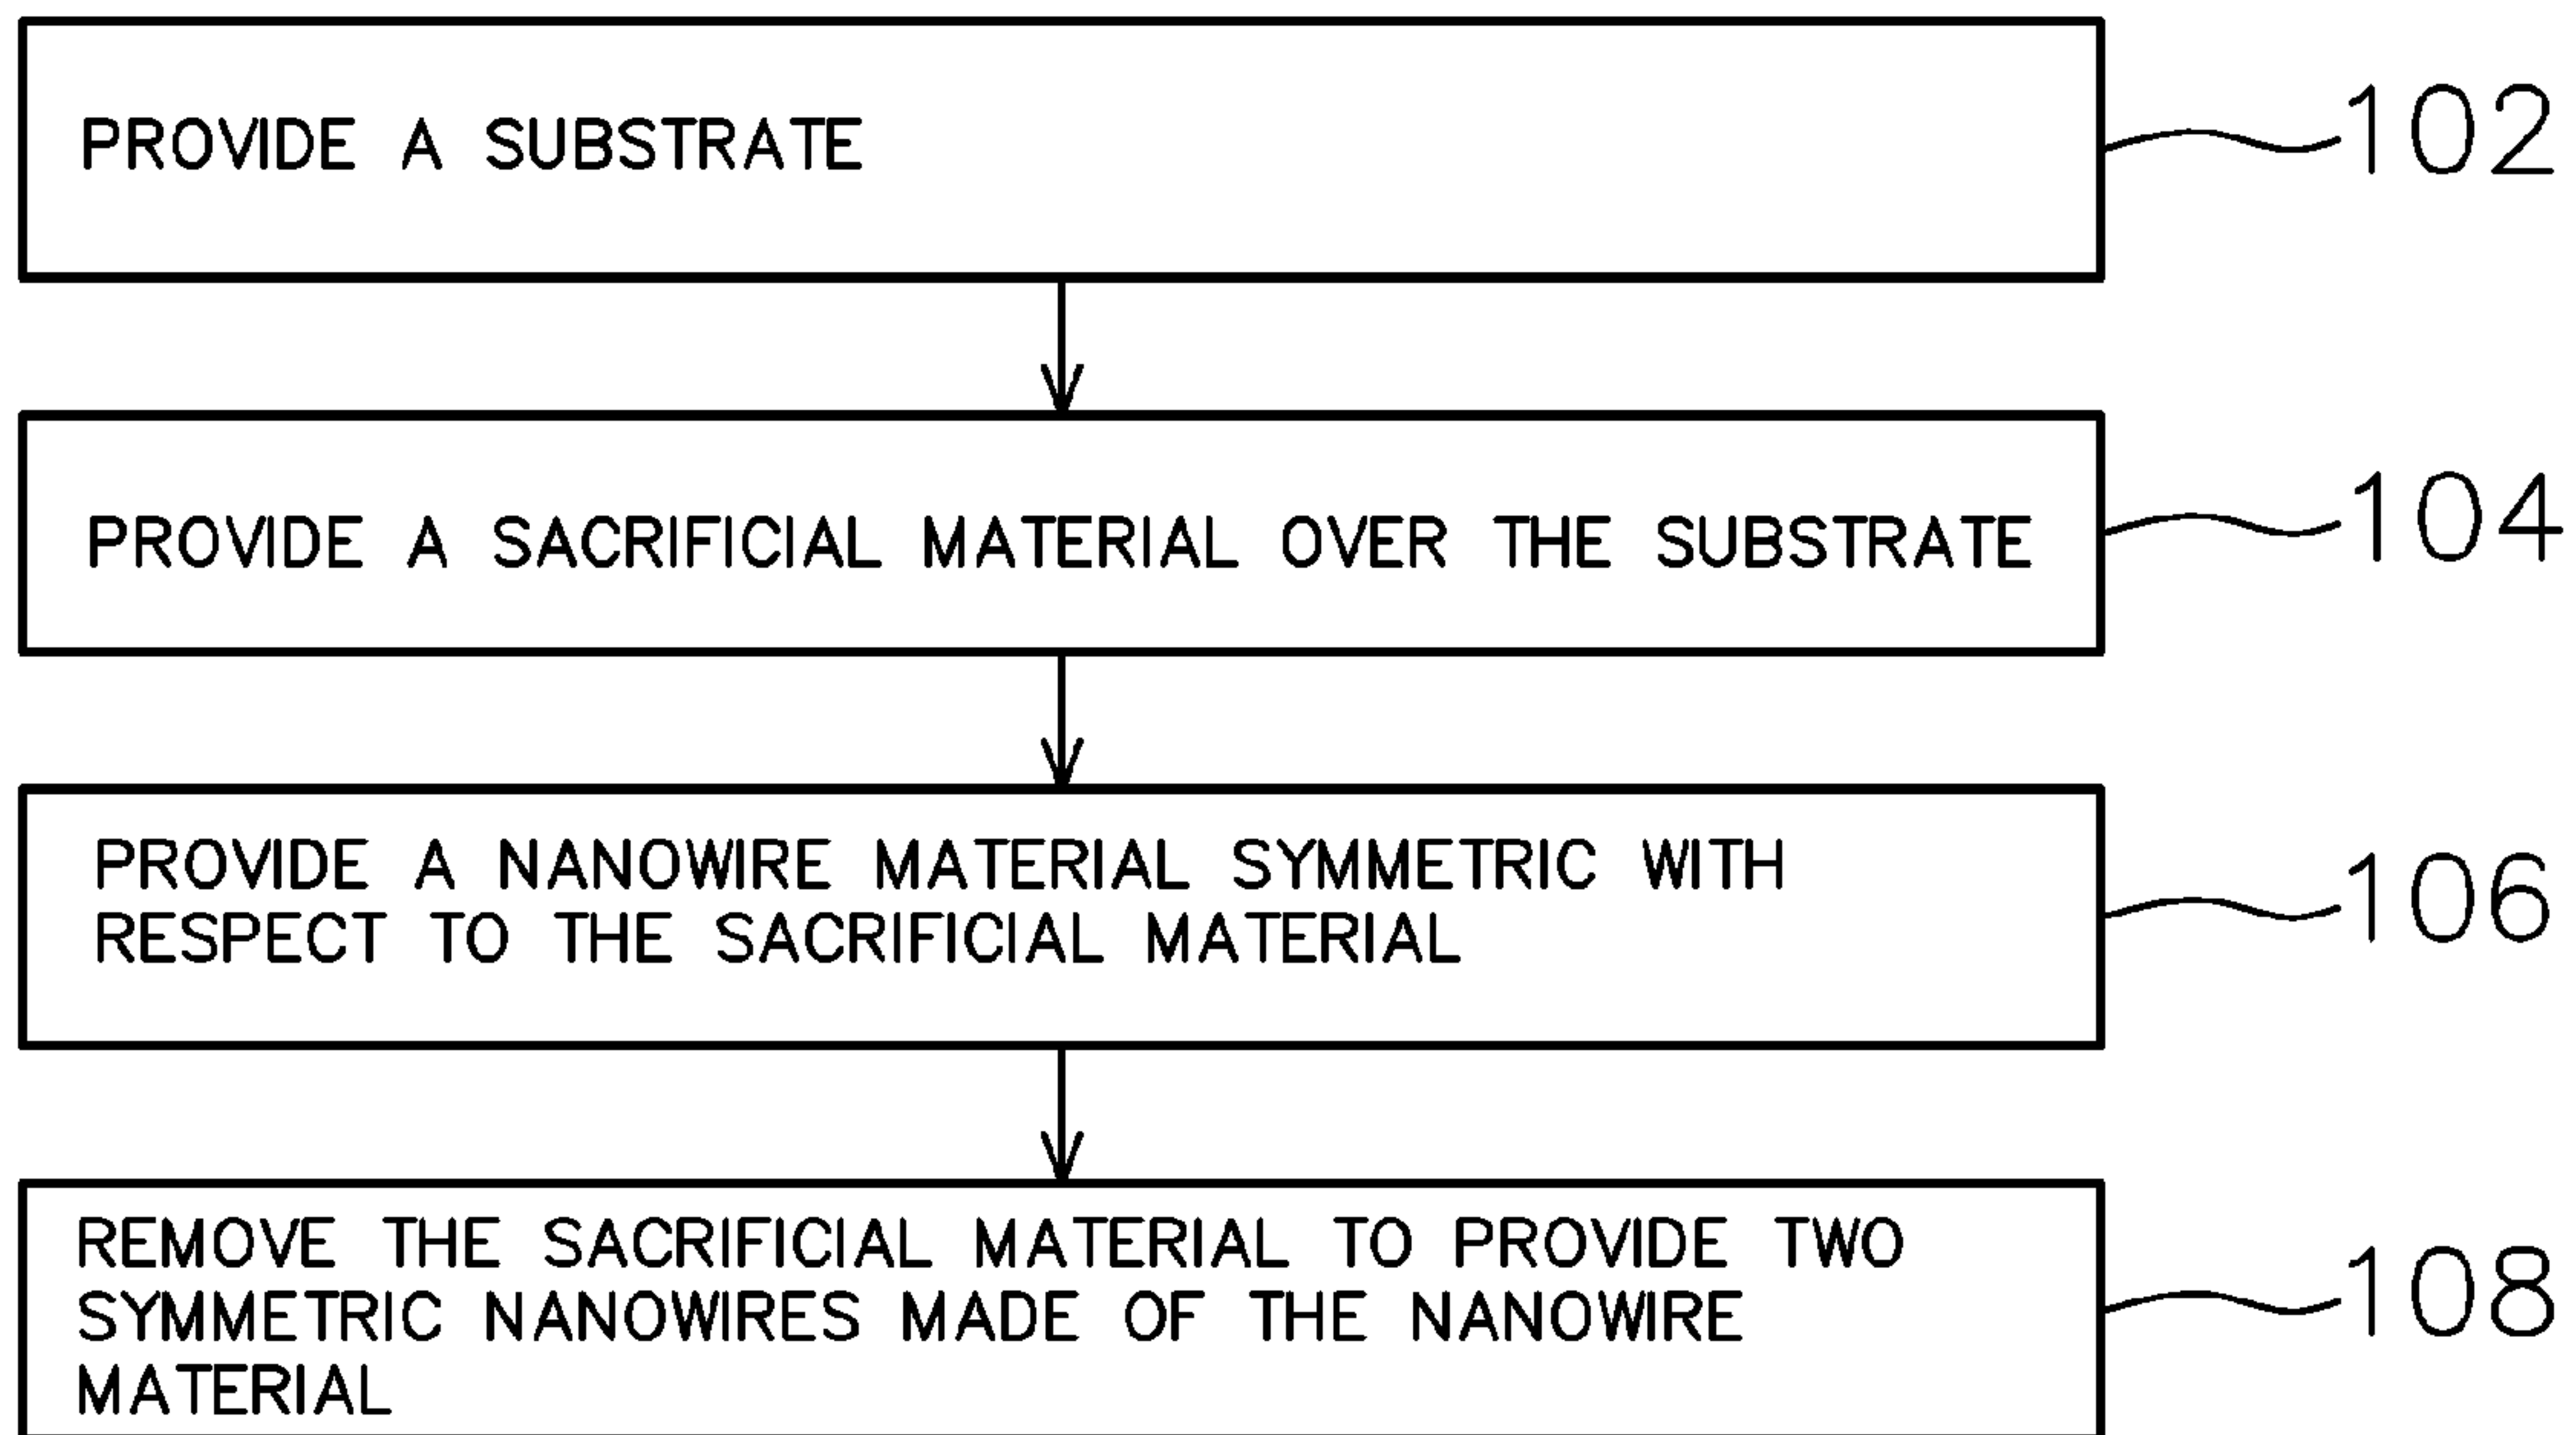 PROVIDE A SUBSTRATE
102
PROVIDE A SACRIFICIAL MATERIAL OVER THE SUBSTRATE
104
PROVIDE A NANOWIRE MATERIAL SYMMETRIC WITH
RESPECT TO THE SACRIFICIAL MATERIAL
106
REMOVE THE SACRIFICIAL MATERIAL TO PROVIDE TWO
SYMMETRIC NANOWIRES MADE OF THE NANOWIRE
MATERIAL
108